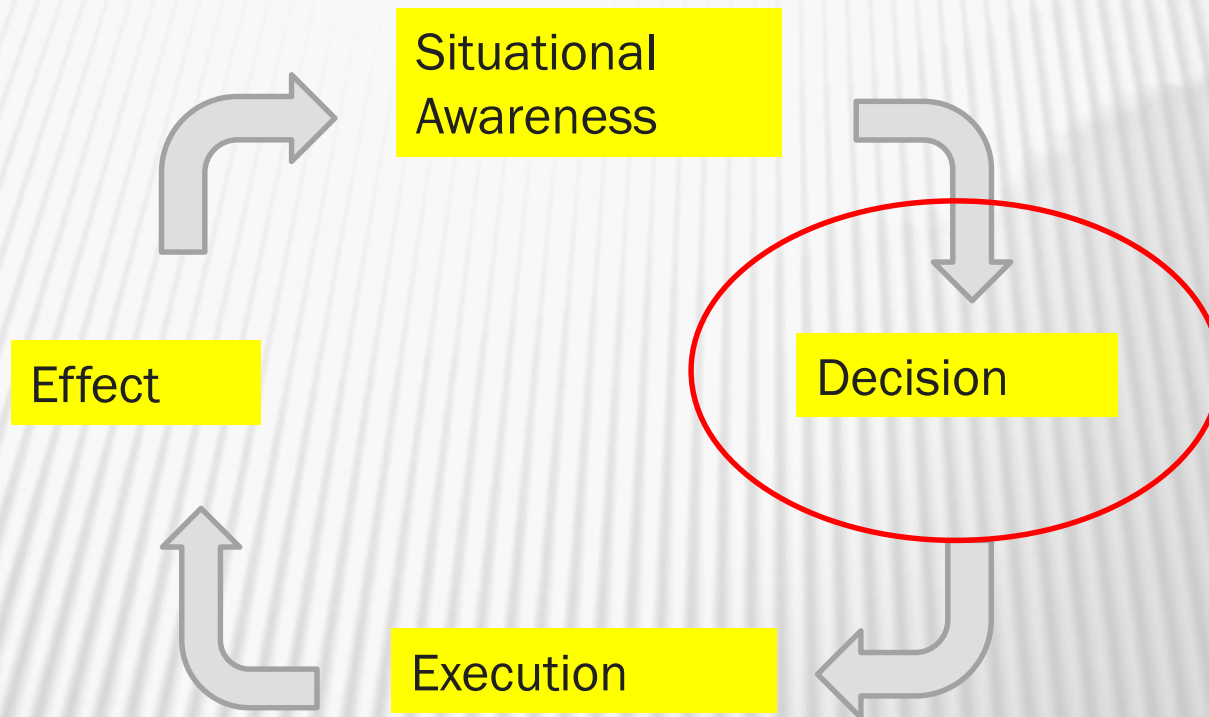 Situational
Awareness
Effect
Decision
Execution